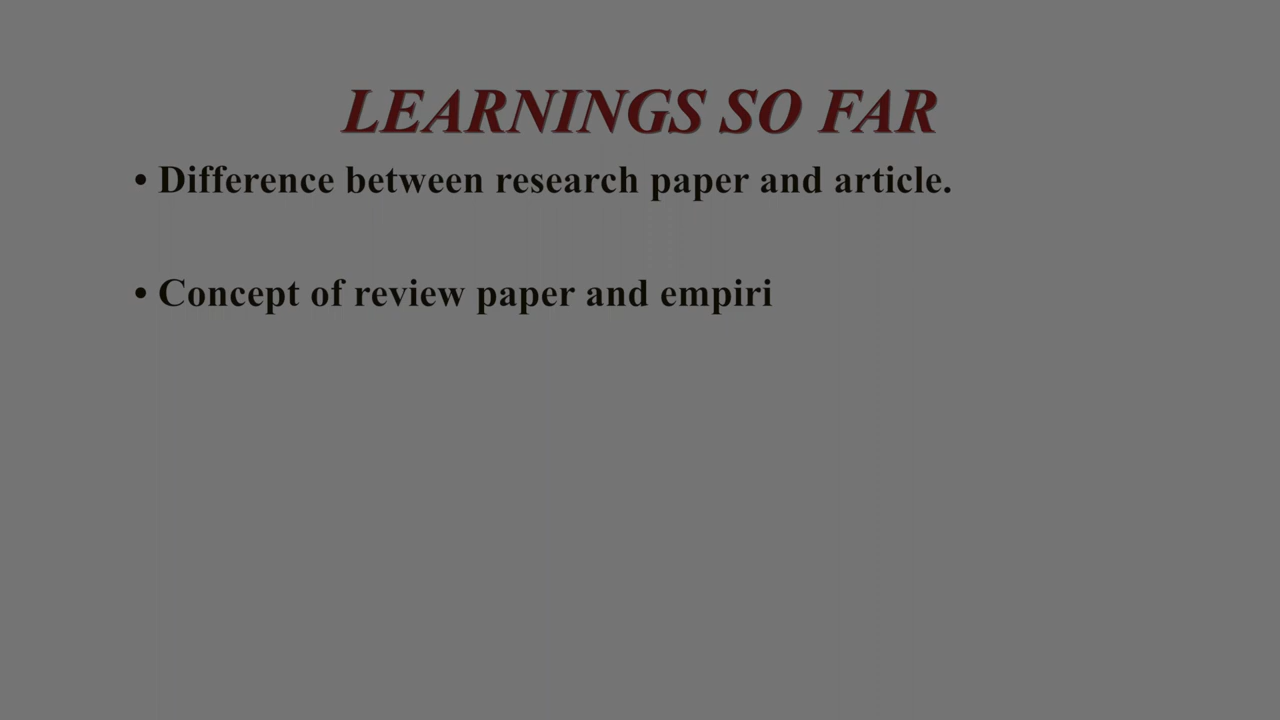 LEARNINGS SO FAR
• Difference between research paper and article.
• Concept of review paper and empiri